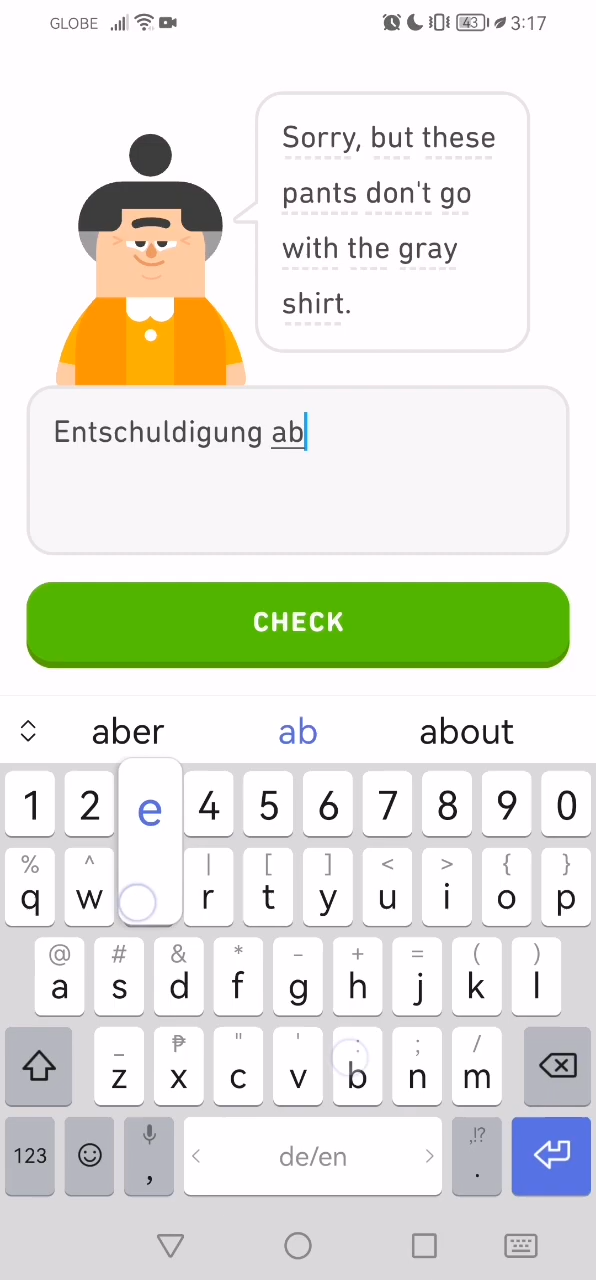 GLOBE 43 3:17
Sorry, but these
pants don't go
with the gray
shirt.
Entschuldigung ab
CHECK
aber ab about
1 2 e 4 5 6 7 8 9 0
% ^ | [ ] < > { }
q w r t y u i o p
@ # & * - + = ( )
a s d f g h j k l
_ ₱ " ' : ; /
z x c v b n m
123 , < de/en > ,!? .